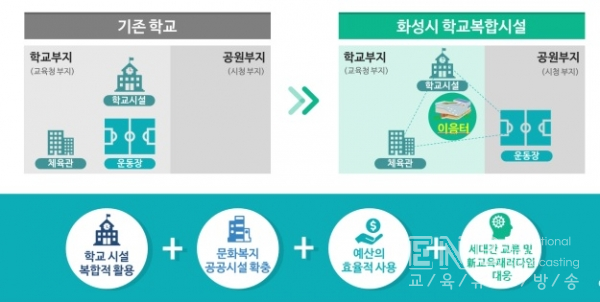 기존 학교
학교부지
(교육청 부지)
공원부지
(시청 부지)
학교시설
체육관
운동장
화성시 학교복합시설
학교부지
(교육청 부지)
공원부지
(시청 부지)
학교시설
이음터
체육관
운동장
학교 시설
복합적 활용
+
문화복지
공공시설 확충
+
예산의
효율적 사용
+
세대간 교류 및
新교육패러다임
대응
교육
방송